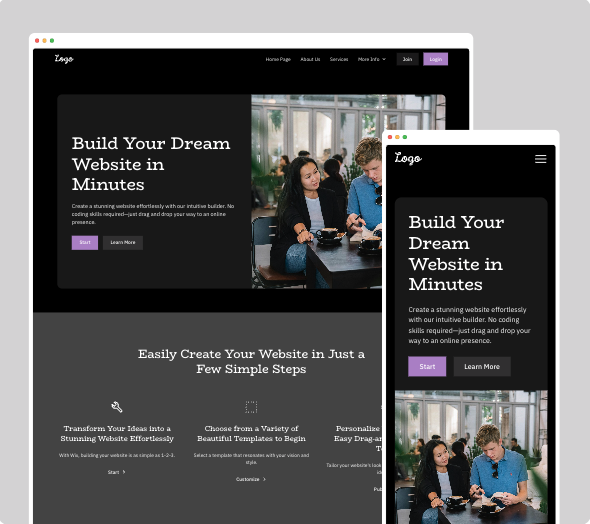 Logo
Home Page About Us Services More Info Join Login
Build Your Dream
Website in
Minutes
Create a stunning website effortlessly with our intuitive builder. No
coding skills required—just drag and drop your way to an online
presence.
Start Learn More
Easily Create Your Website in Just a
Few Simple Steps
Transform Your Ideas into a
Stunning Website Effortlessly
With Wix, building your website is as simple as 1-2-3.
Start
Choose from a Variety of
Beautiful Templates to Begin
Select a template that resonates with your vision and
style.
Customize
Personalize
Easy Drag-an
Tailor your website's look
Logo
Build Your
Dream
Website in
Minutes
Create a stunning website effortlessly
with our intuitive builder. No coding
skills required—just drag and drop your
way to an online presence.
Start Learn More